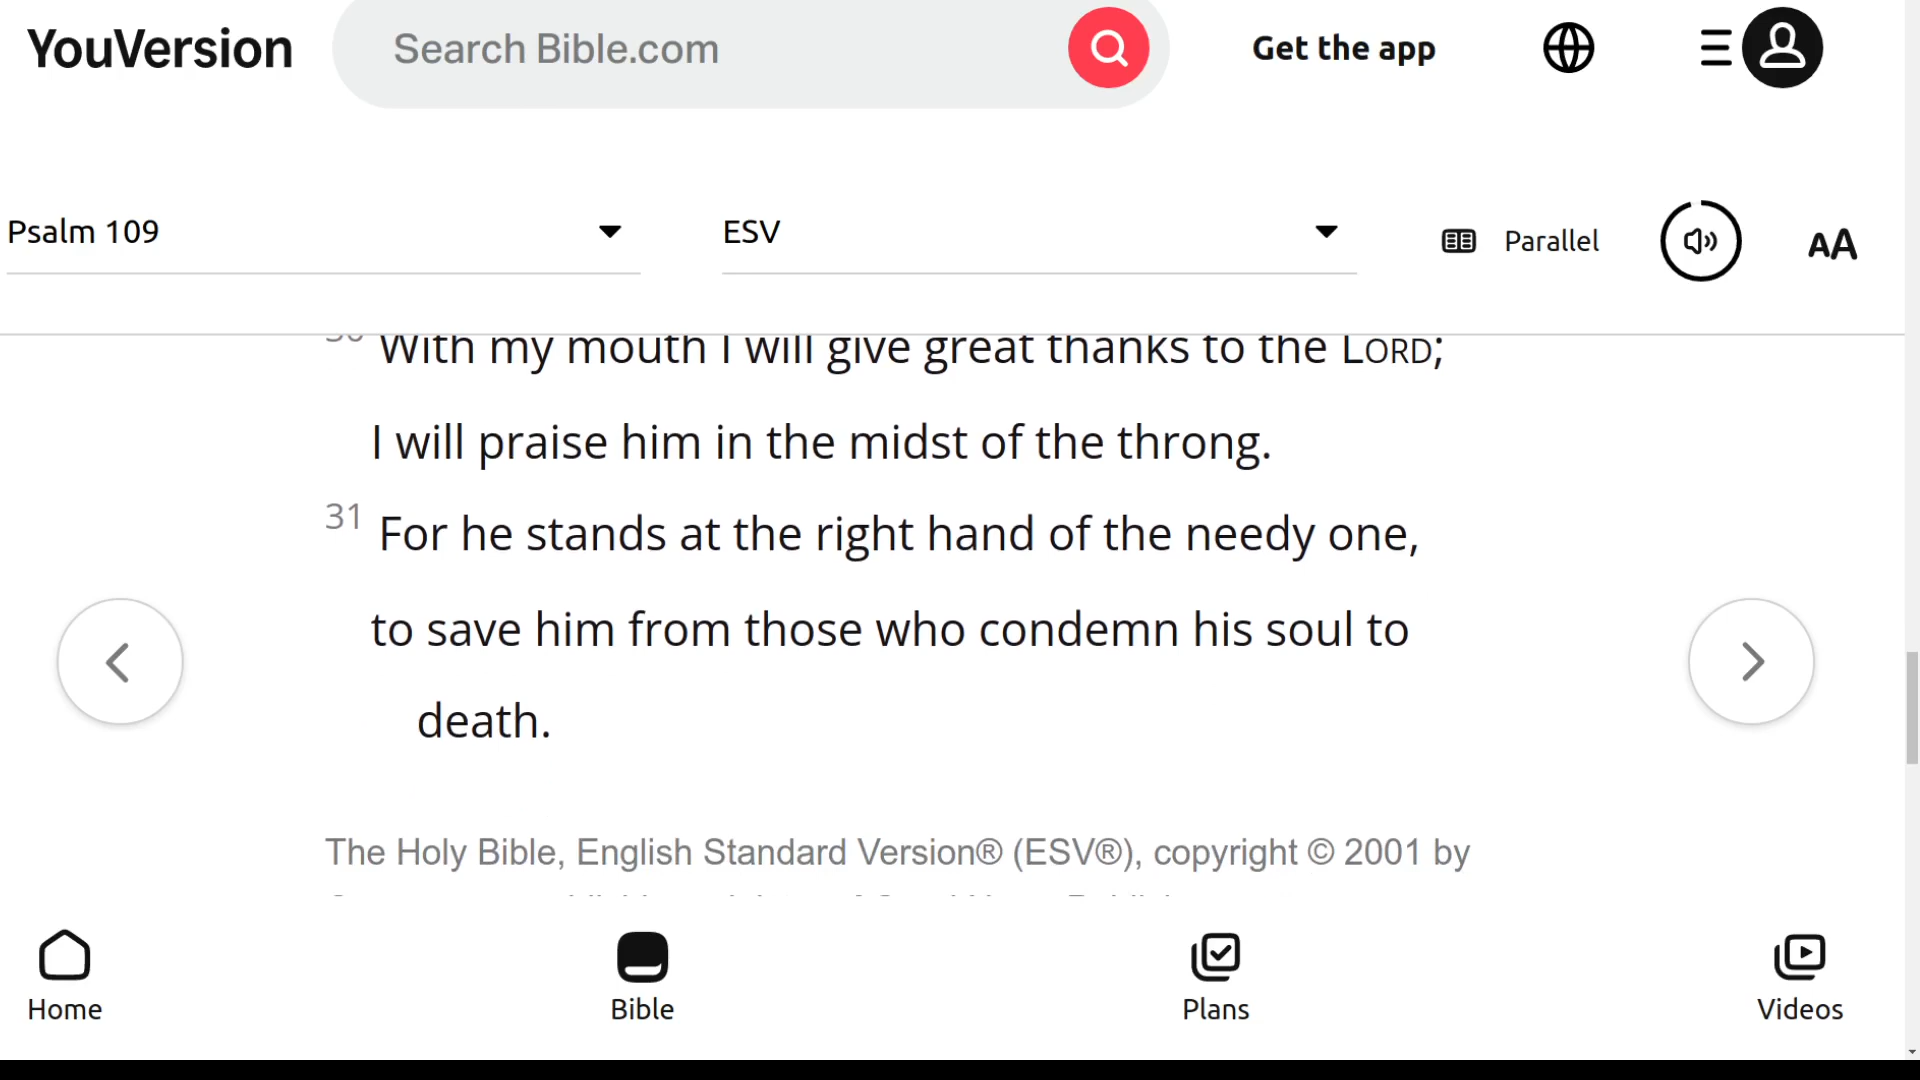 YouVersion Search Bible.com Get the app
Psalm 109 ESV Parallel AA
30 With my mouth I will give great thanks to the LORD;
I will praise him in the midst of the throng.
31 For he stands at the right hand of the needy one,
to save him from those who condemn his soul to
death.
The Holy Bible, English Standard Version® (ESV®), copyright © 2001 by
Home Bible Plans Videos